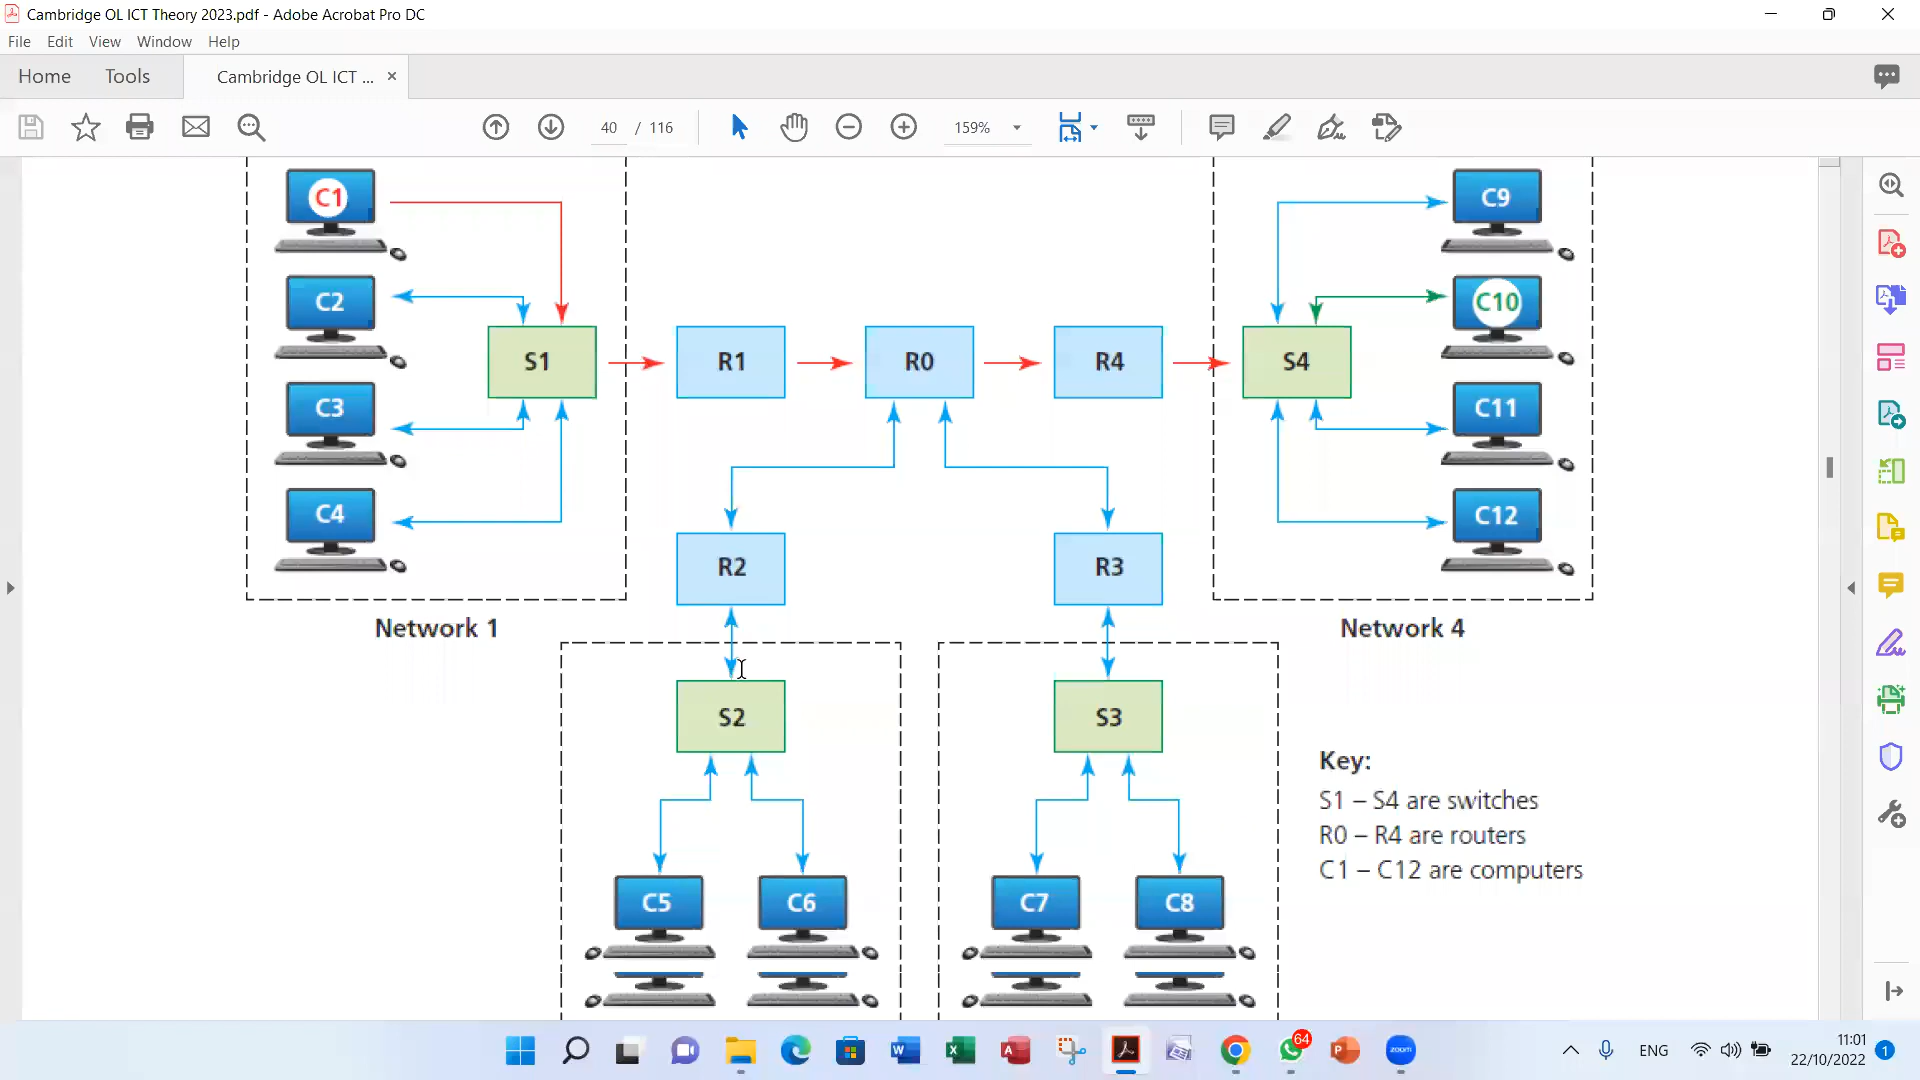 Cambridge OL ICT Theory 2023.pdf - Adobe Acrobat Pro DC
File Edit View Window Help
Home Tools Cambridge OL ICT ... ×
40 / 116 159%
C1
C2
C3
C4
S1
R1
R0
R4
S4
C9
C10
C11
C12
R2
R3
Network 1
Network 4
S2
S3
C5
C6
C7
C8
Key:
S1 – S4 are switches
R0 – R4 are routers
C1 – C12 are computers
64
zoom
ENG
11:01
22/10/2022
1